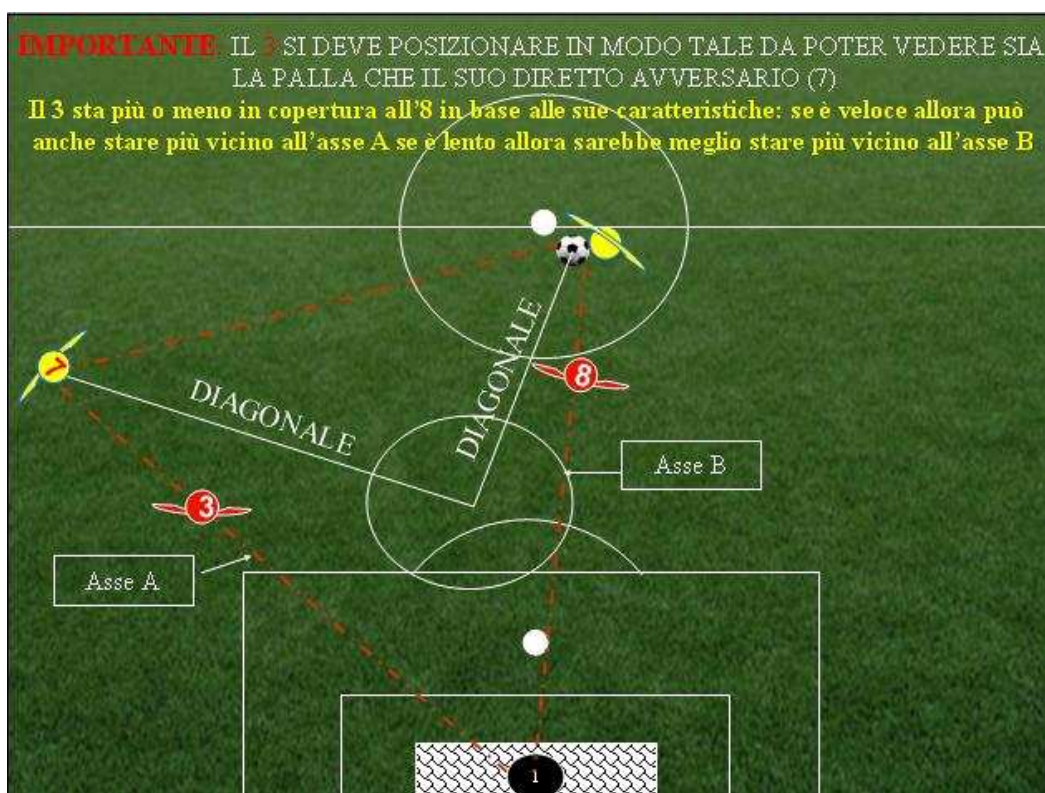 IMPORTANTE: IL 3 SI DEVE POSIZIONARE IN MODO TALE DA POTER VEDERE SIA
LA PALLA CHE IL SUO DIRETTO AVVERSARIO (7)
Il 3 sta più o meno in copertura all'8 in base alle sue caratteristiche: se è veloce allora può
anche stare più vicino all'asse A se è lento allora sarebbe meglio stare più vicino all'asse B
7
DIAGONALE
DIAGONALE
8
Asse B
3
Asse A
1